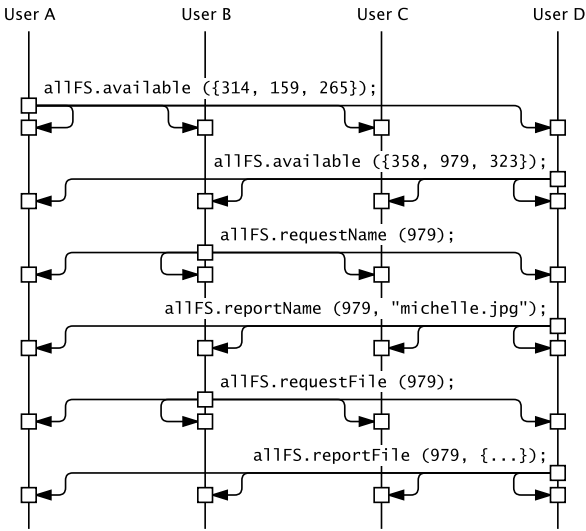 User A User B User C User D
allFS.available ({314, 159, 265});
allFS.available ({358, 979, 323});
allFS.requestName (979);
allFS.reportName (979, "michelle.jpg");
allFS.requestFile (979);
allFS.reportFile (979, {...});